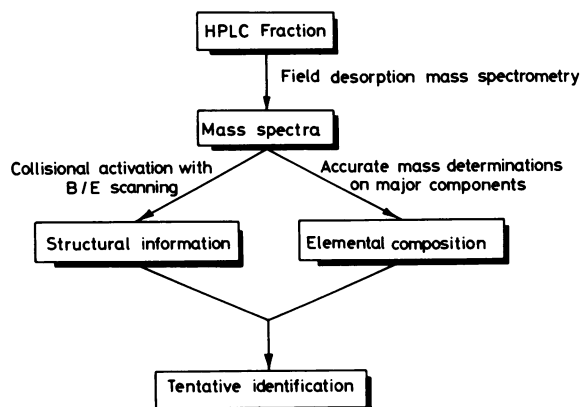 HPLC Fraction
Field desorption mass spectrometry
Mass spectra
Collisional activation with
B/E scanning
Accurate mass determinations
on major components
Structural information
Elemental composition
Tentative identification